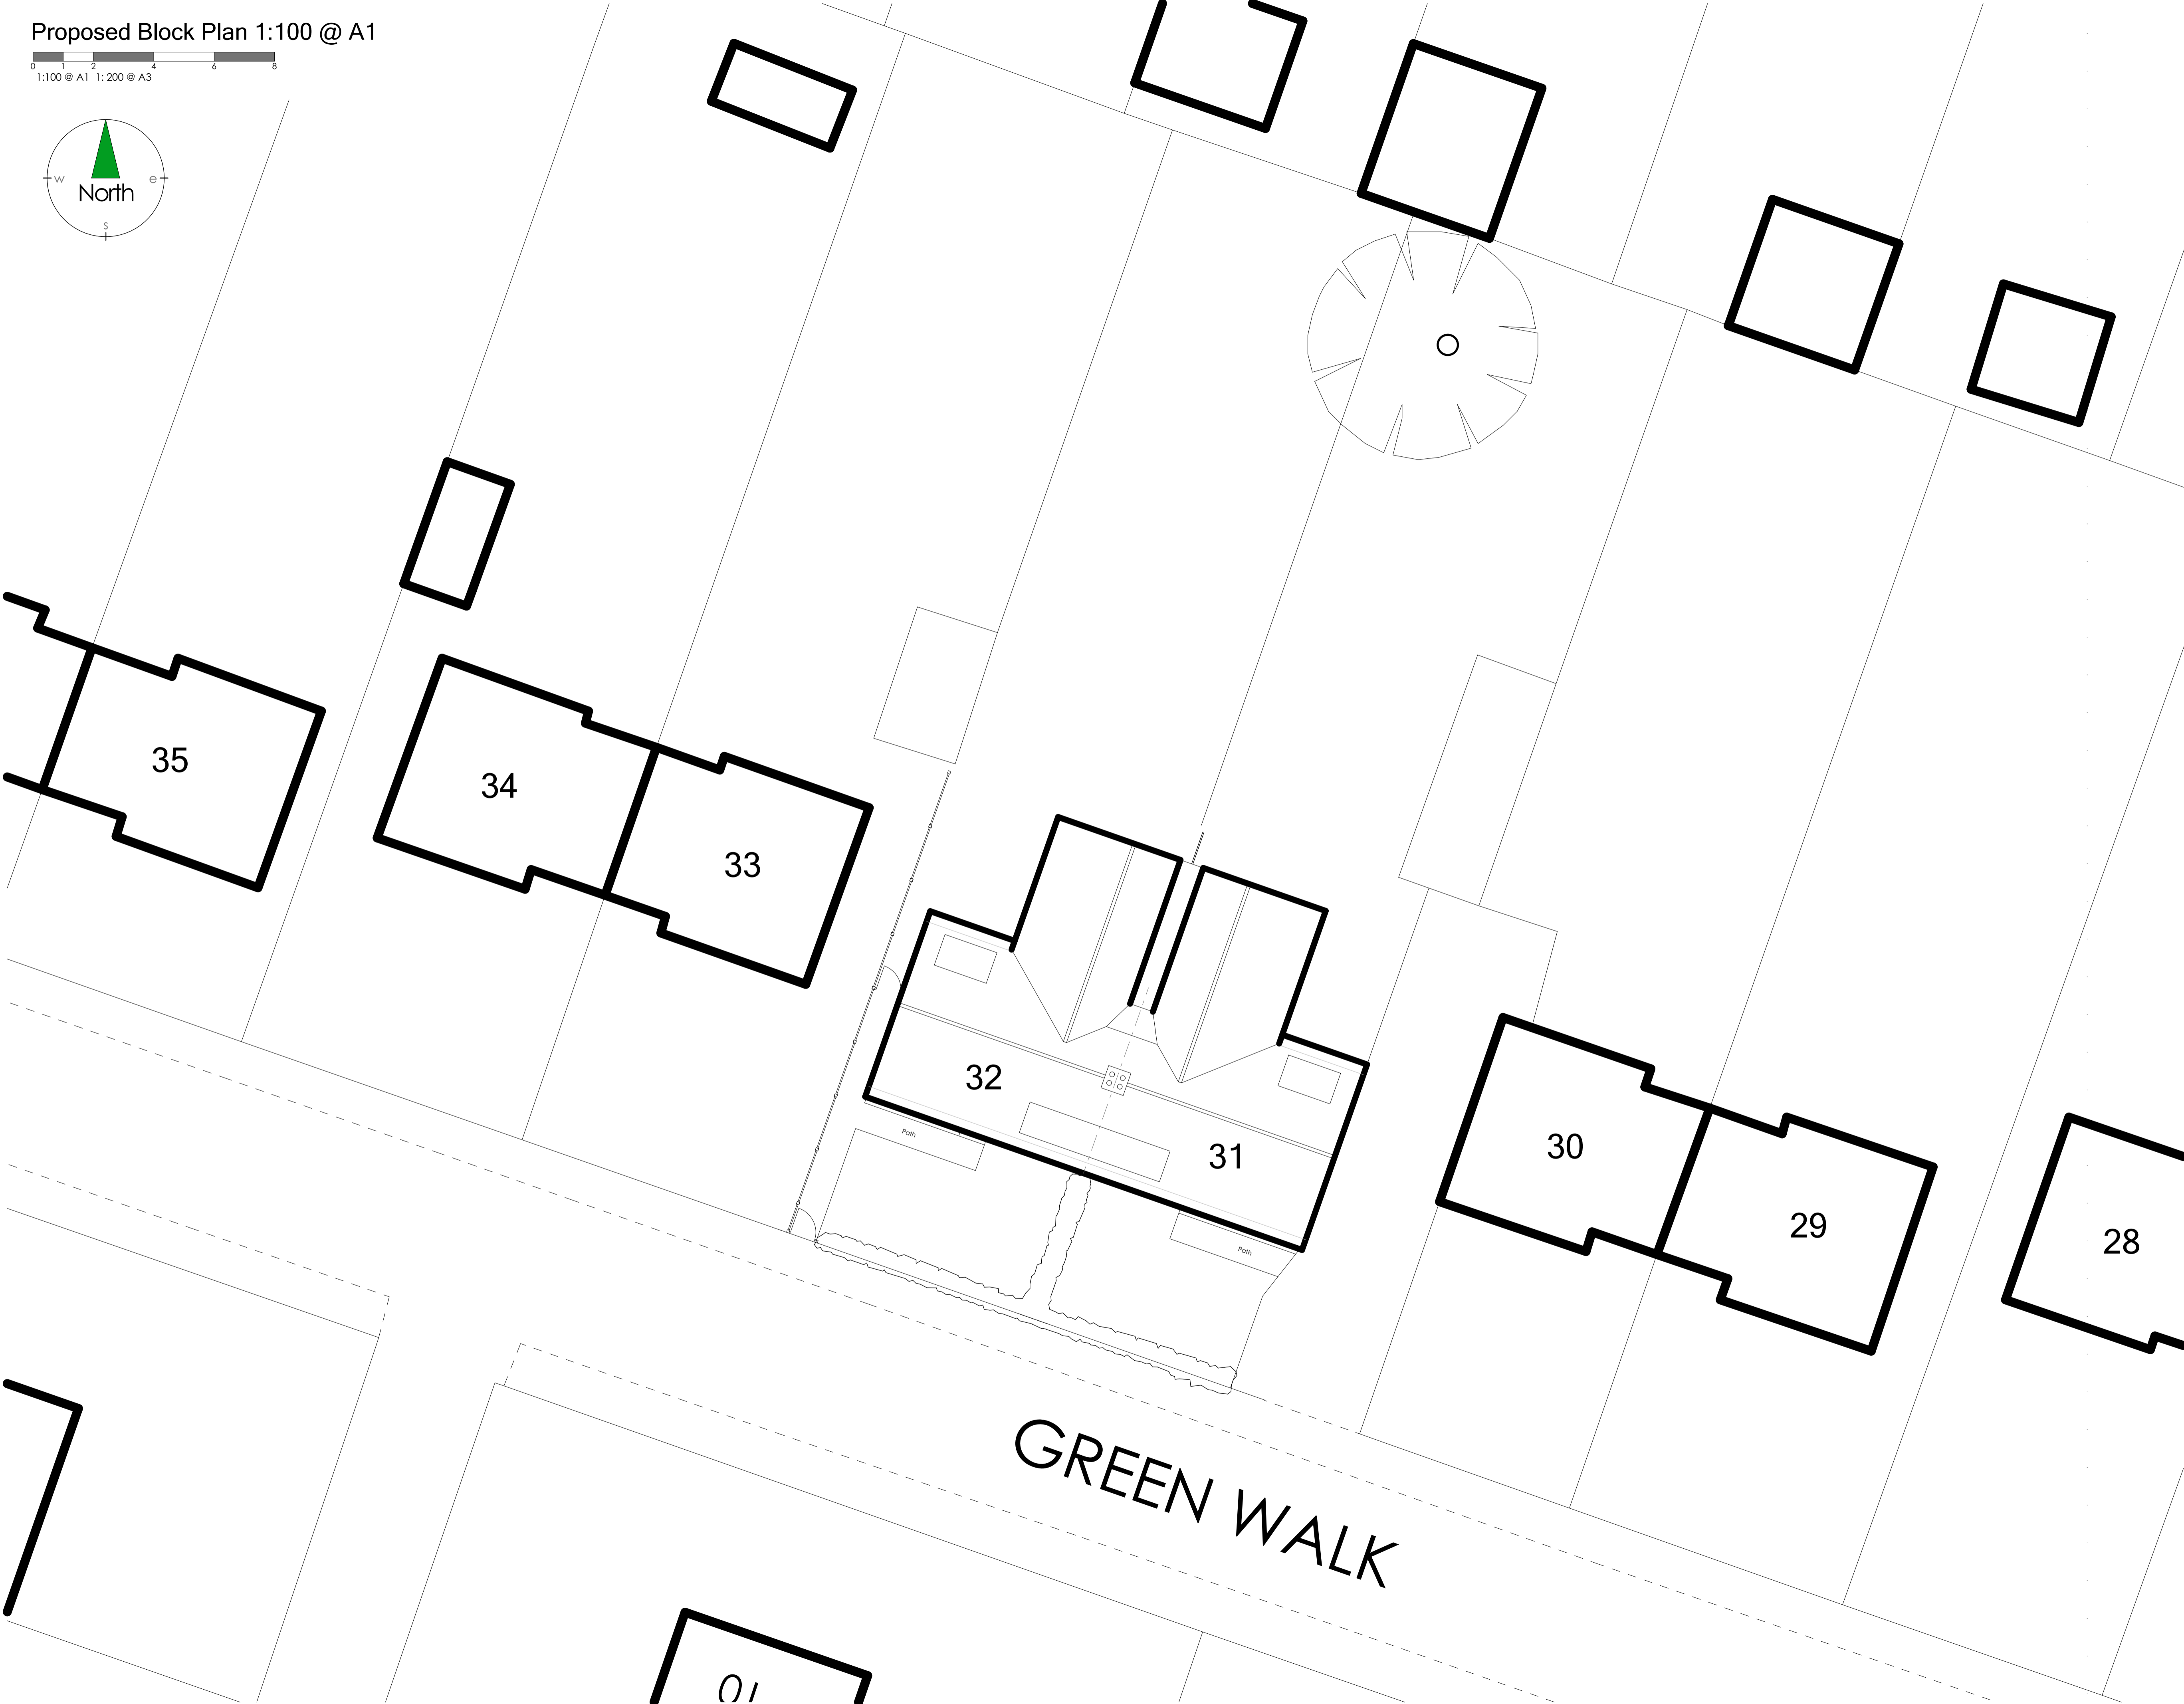 Proposed Block Plan 1:100 @ A1
0 1 2 4 6 8
1:100 @ A1 1: 200 @ A3
w e
North
s
35
34
33
32
31
30
29
28
Path
Path
GREEN WALK